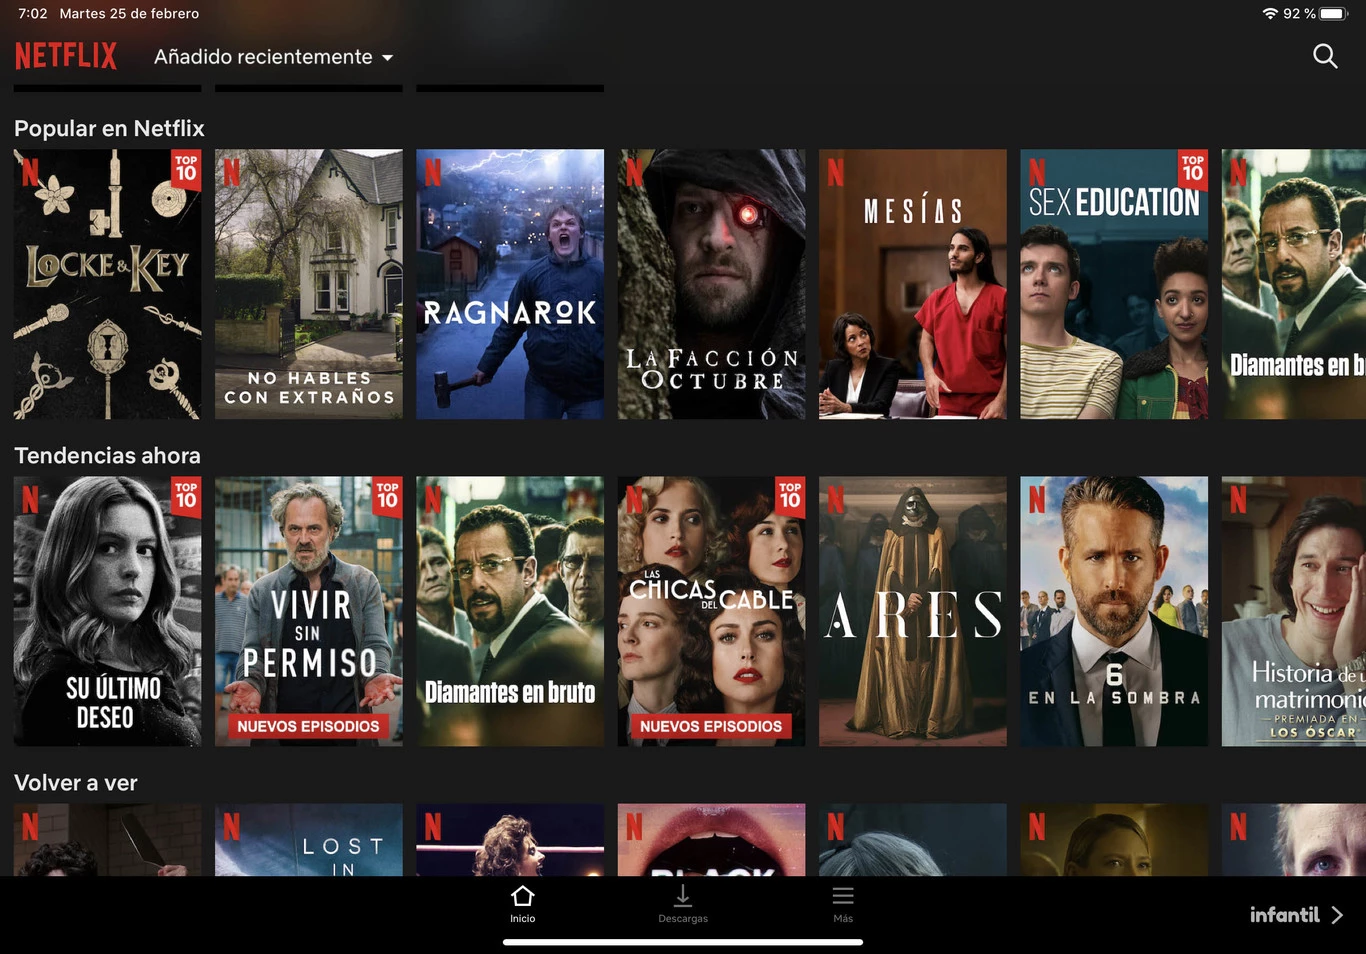 7:02 Martes 25 de febrero
92 %
NETFLIX Añadido recientemente
Popular en Netflix
N
TOP
10
LOCKE & KEY
N
NO HABLES
CON EXTRAÑOS
N
RAGNAROK
N
LA FACCIÓN
OCTUBRE
N
MESÍAS
N
TOP
10
SEX EDUCATION
N
Diamantes en b
Tendencias ahora
N
TOP
10
SU ÚLTIMO
DESEO
TOP
10
VIVIR
SIN
PERMISO
NUEVOS EPISODIOS
N
Diamantes en bruto
N
TOP
10
LAS
CHICAS
DEL CABLE
NUEVOS EPISODIOS
N
ARES
N
6
EN LA SOMBRA
N
Historia de u
matrimonio
PREMIADA EN
LOS ÓSCAR
Volver a ver
N
N
LOST
IN
N
N
BLACK
N
N
N
Inicio
Descargas
Más
infantil